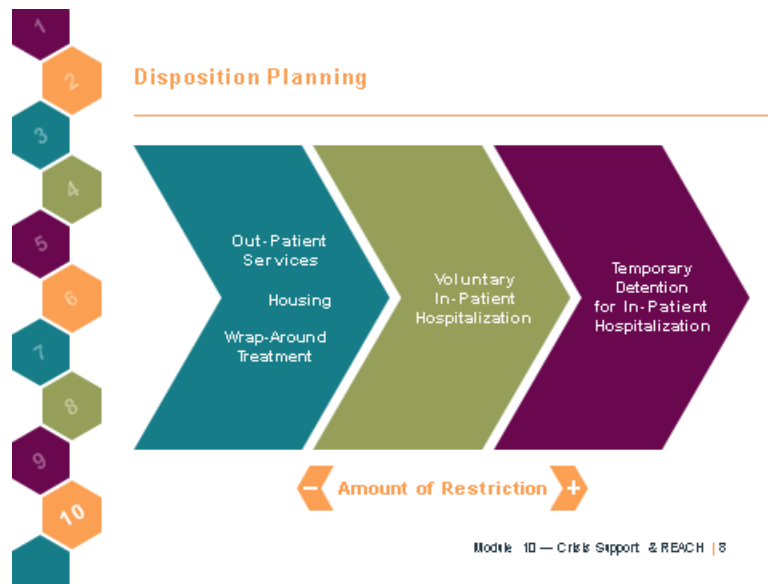 1
2
3
4
5
6
7
8
9
10
Disposition Planning
Out-Patient
Services
Housing
Wrap-Around
Treatment
Voluntary
In-Patient
Hospitalization
Temporary
Detention
for In-Patient
Hospitalization
− Amount of Restriction +
Module 10 — Crisis Support & REACH | 8